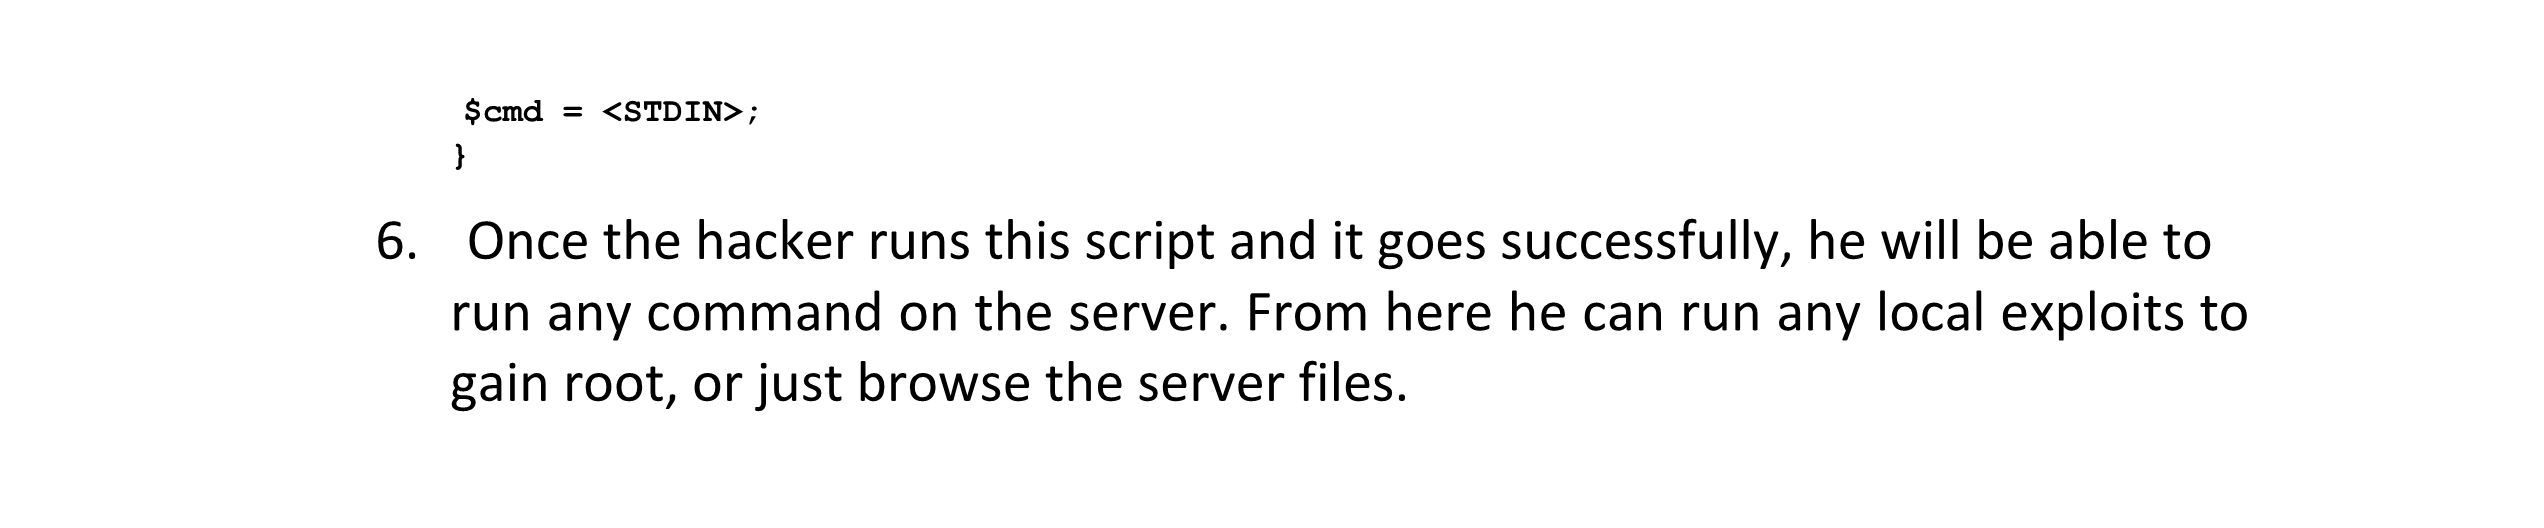 $cmd = <STDIN>;
}
6. Once the hacker runs this script and it goes successfully, he will be able to
run any command on the server. From here he can run any local exploits to
gain root, or just browse the server files.